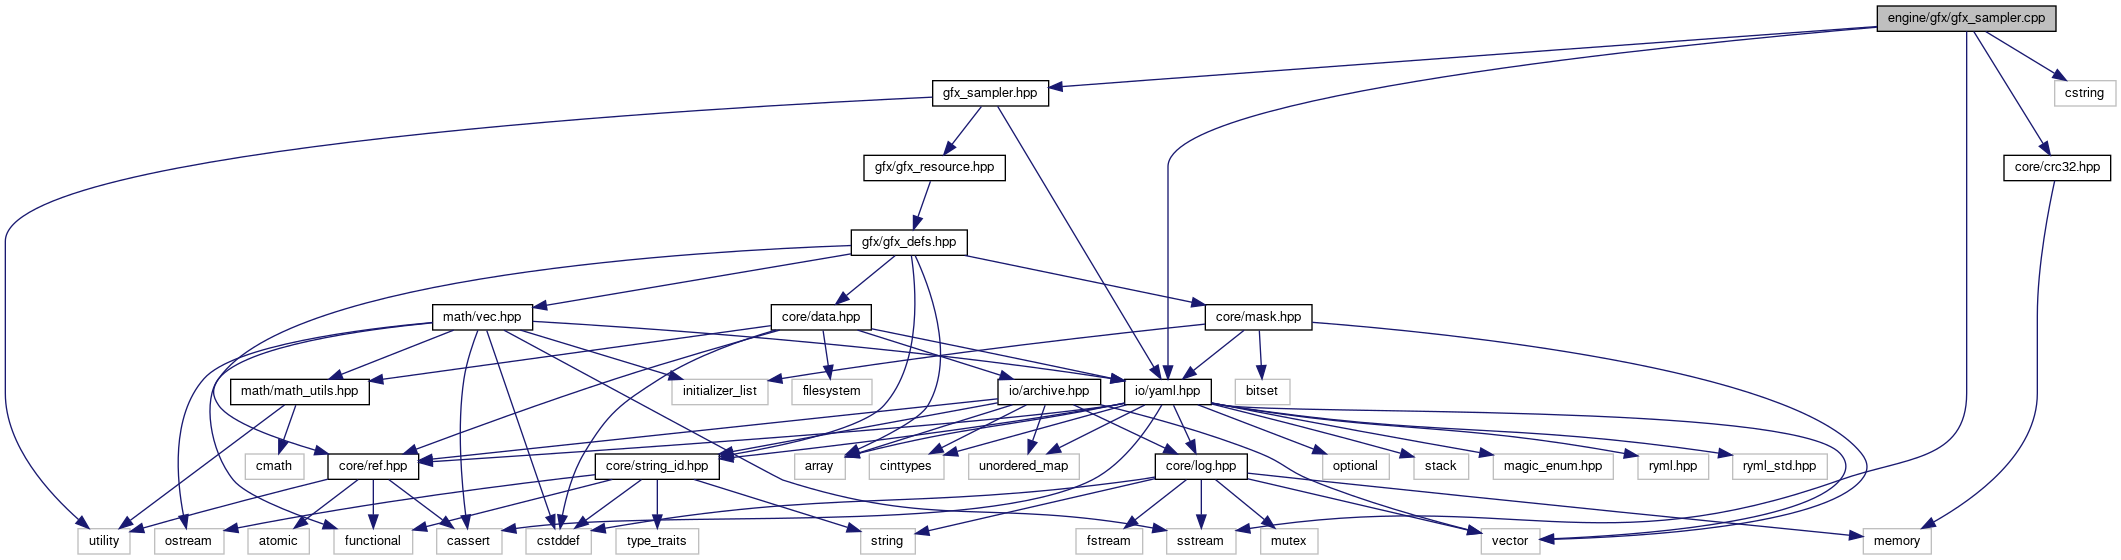 engine/gfx/gfx_sampler.cpp
gfx_sampler.hpp
cstring
gfx/gfx_resource.hpp
core/crc32.hpp
gfx/gfx_defs.hpp
math/vec.hpp
core/data.hpp
core/mask.hpp
math/math_utils.hpp
initializer_list
filesystem
io/archive.hpp
io/yaml.hpp
bitset
cmath
core/ref.hpp
core/string_id.hpp
array
cinttypes
unordered_map
core/log.hpp
optional
stack
magic_enum.hpp
ryml.hpp
ryml_std.hpp
utility
ostream
atomic
functional
cassert
cstddef
type_traits
string
fstream
sstream
mutex
vector
memory